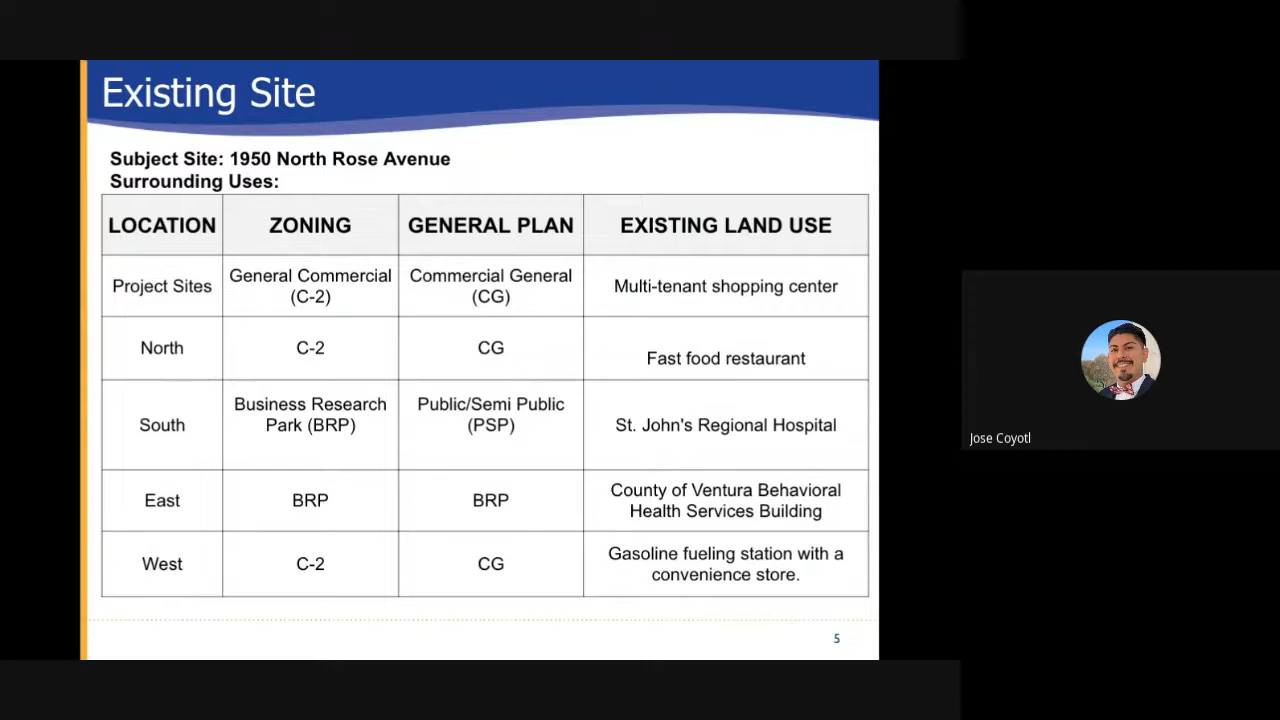 Existing Site
Subject Site: 1950 North Rose Avenue
Surrounding Uses:
LOCATION ZONING GENERAL PLAN EXISTING LAND USE
Project Sites
General Commercial
(C-2)
Commercial General
(CG)
Multi-tenant shopping center
North
C-2
CG
Fast food restaurant
South
Business Research
Park (BRP)
Public/Semi Public
(PSP)
St. John's Regional Hospital
East
BRP
BRP
County of Ventura Behavioral
Health Services Building
West
C-2
CG
Gasoline fueling station with a
convenience store.
5
Jose Coyotl